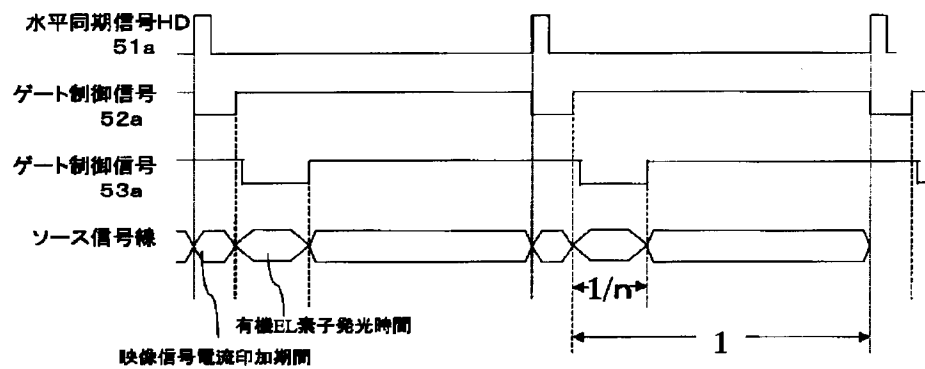 水平同期信号HD
51a
ゲート制御信号
52a
ゲート制御信号
53a
ソース信号線
1/n
有機EL素子発光時間
1
映像信号電流印加期間